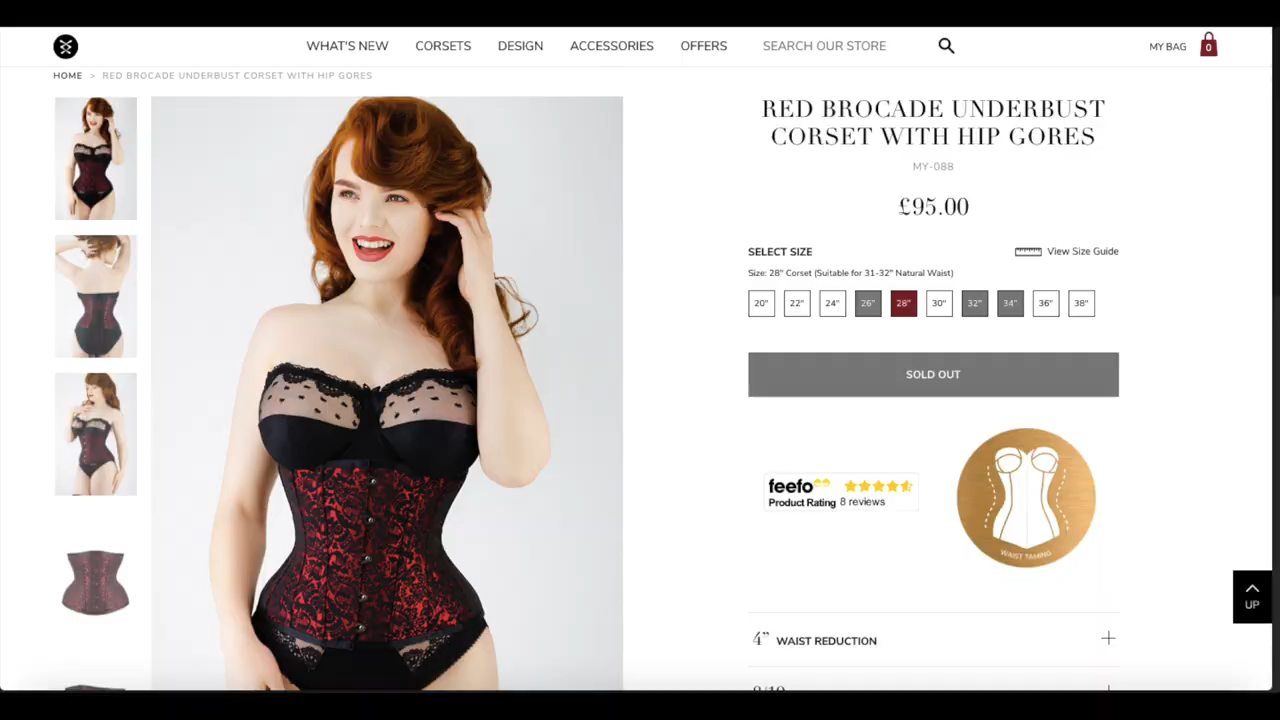 WHAT'S NEW CORSETS DESIGN ACCESSORIES OFFERS SEARCH OUR STORE MY BAG 0
HOME > RED BROCADE UNDERBUST CORSET WITH HIP GORES
RED BROCADE UNDERBUST
CORSET WITH HIP GORES
MY-088
£95.00
SELECT SIZE View Size Guide
Size: 28" Corset (Suitable for 31-32" Natural Waist)
20" 22" 24" 26" 28" 30" 32" 34" 36" 38"
SOLD OUT
feefo
Product Rating 8 reviews
WAIST TAMING
UP
4” WAIST REDUCTION